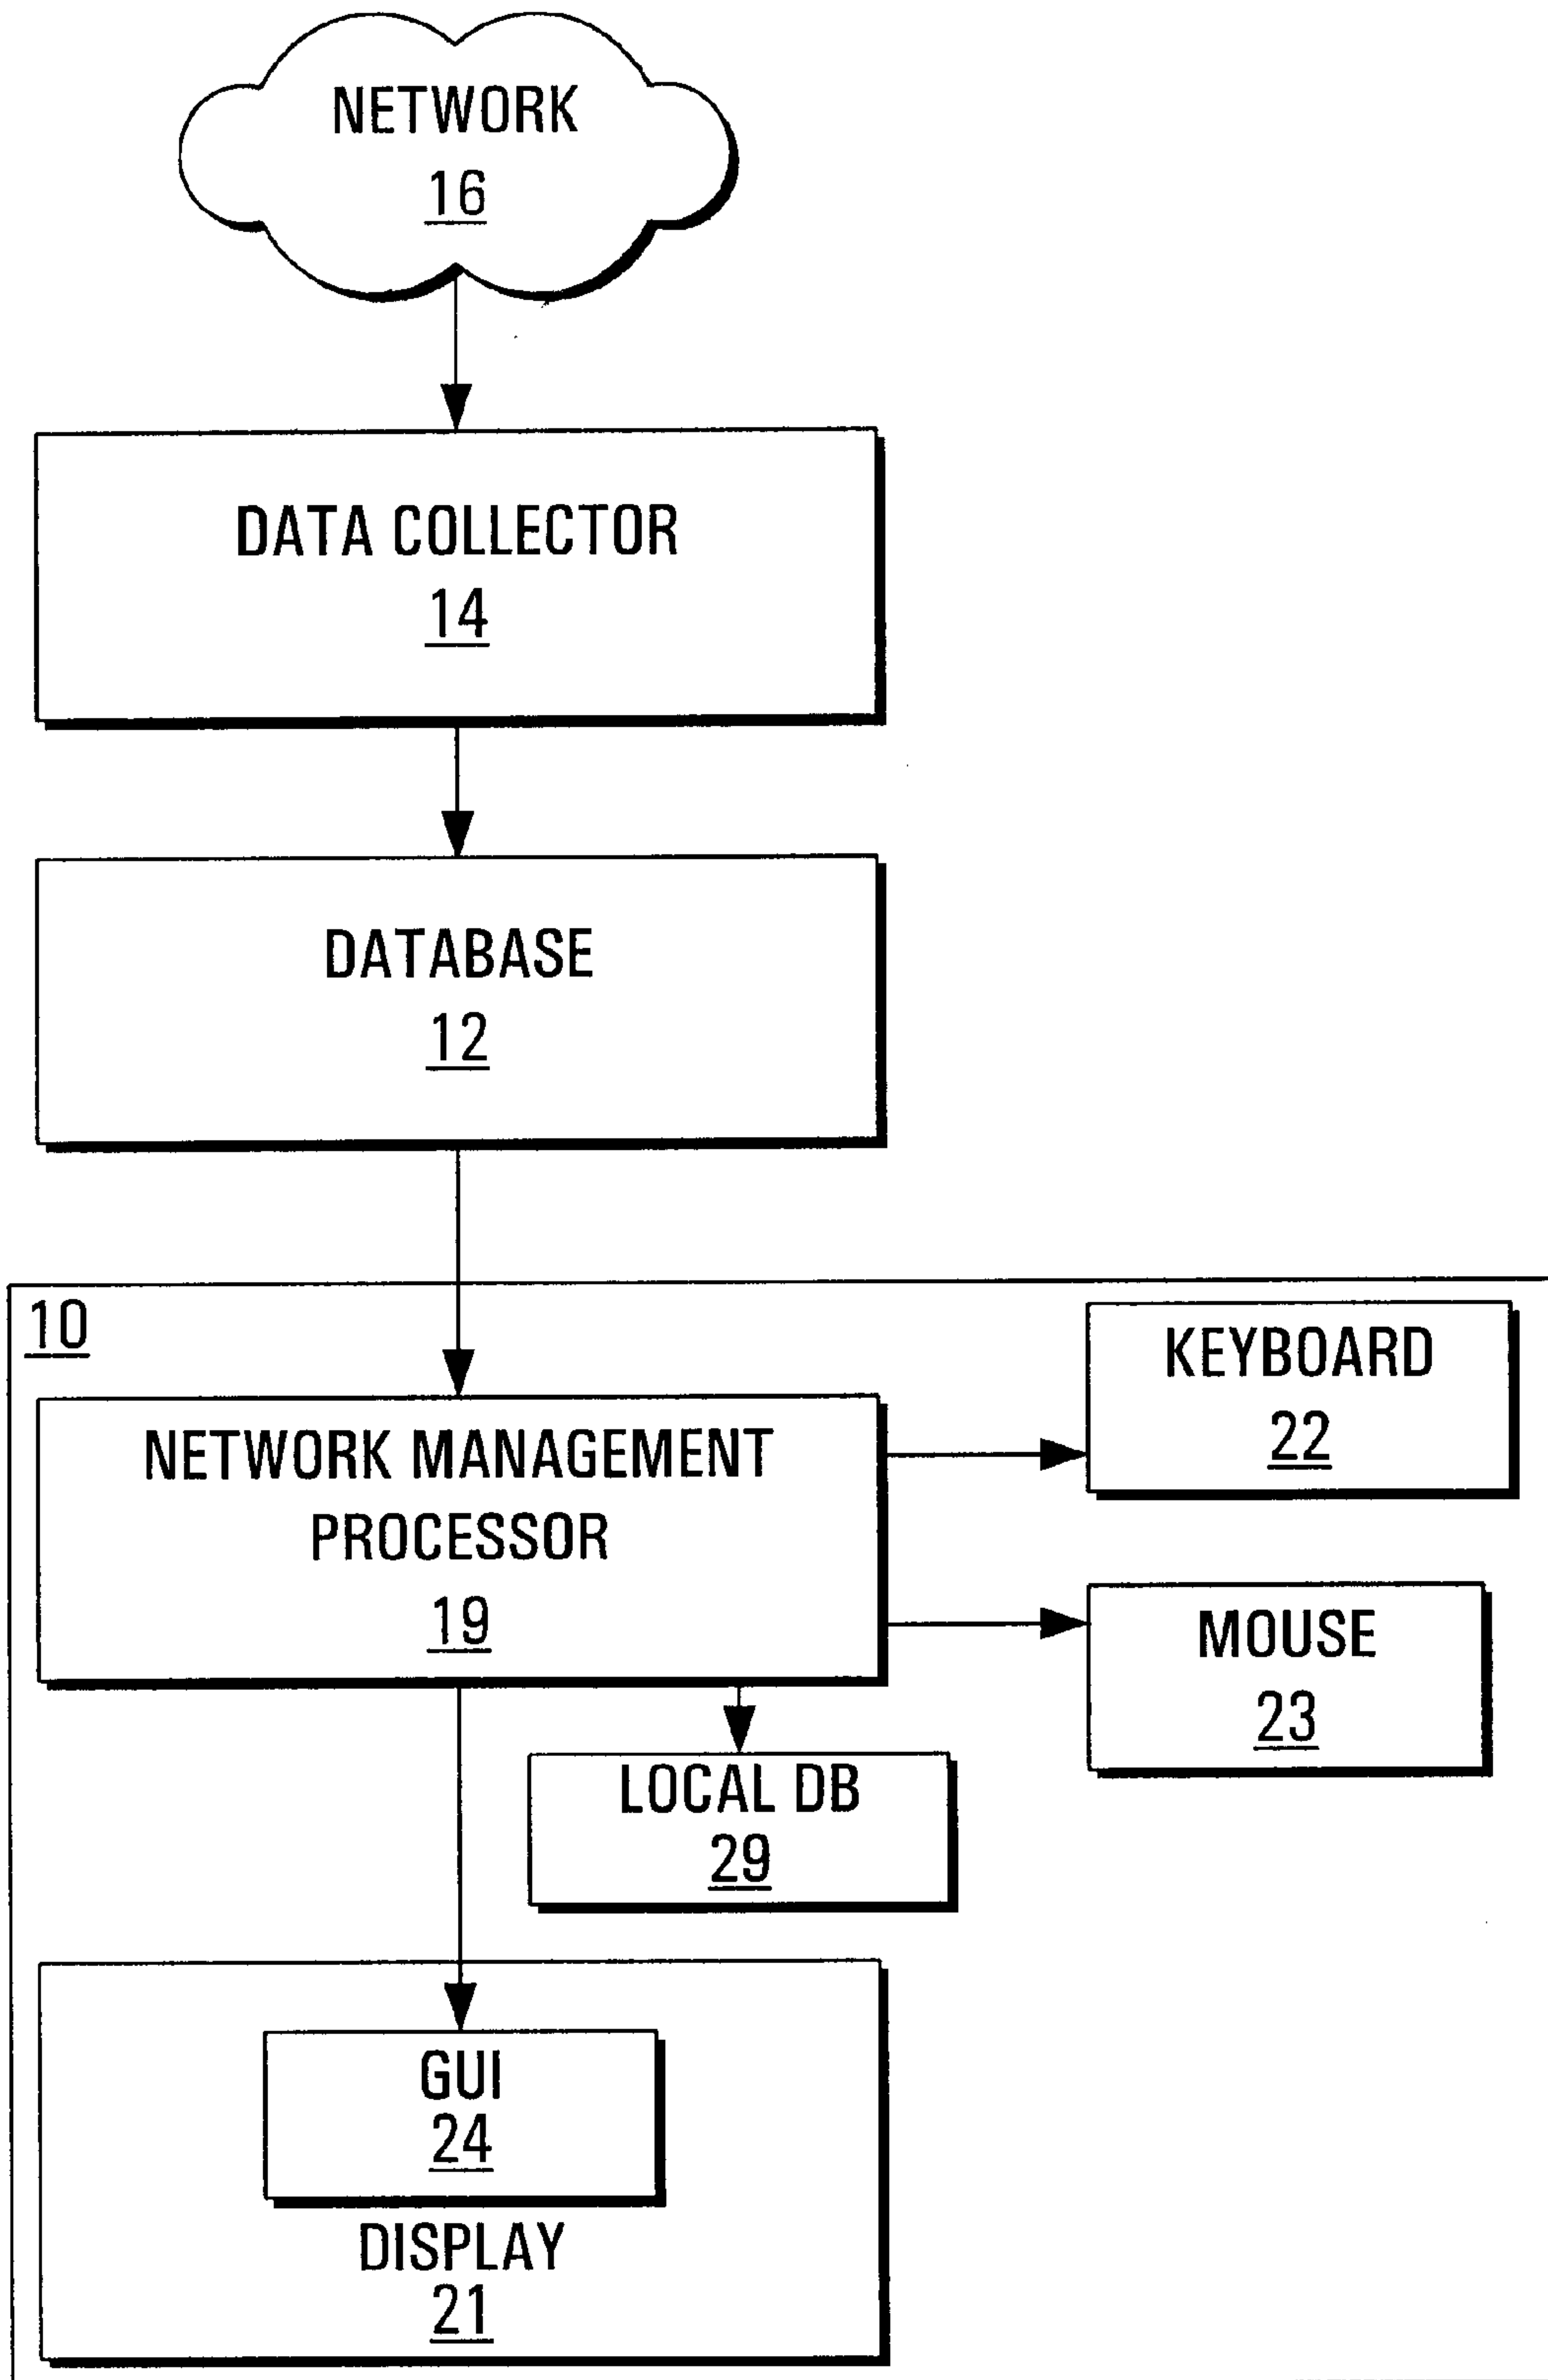 NETWORK
16
DATA COLLECTOR
14
DATABASE
12
10
KEYBOARD
22
NETWORK MANAGEMENT
PROCESSOR
19
MOUSE
23
LOCAL DB
29
GUI
24
DISPLAY
21